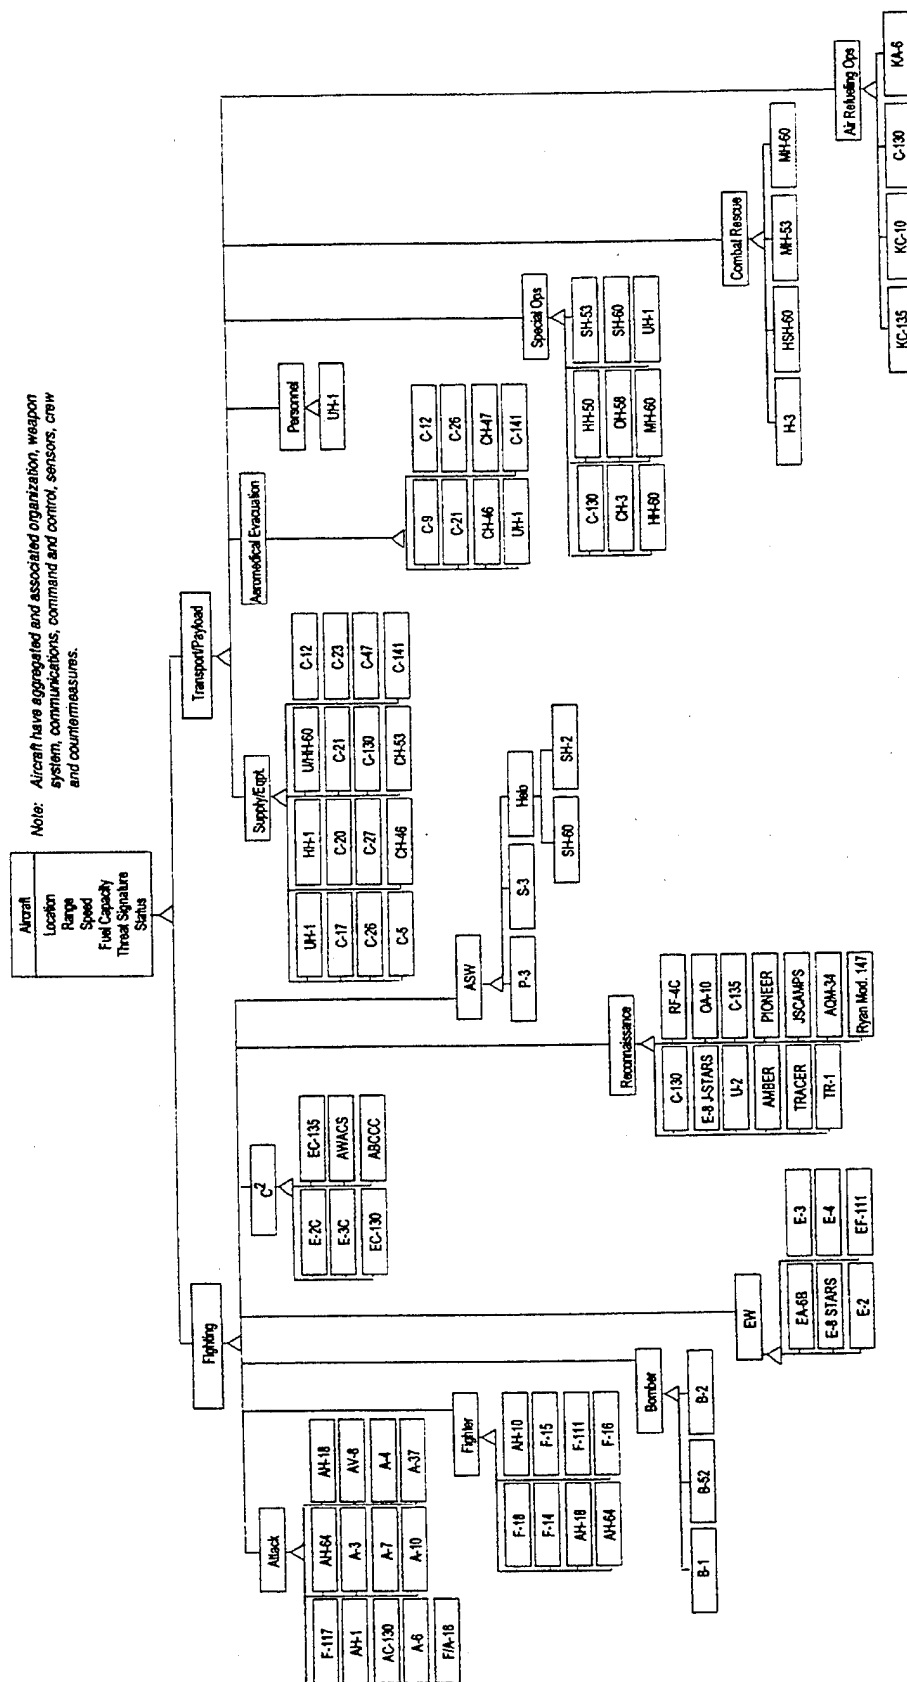 Aircraft
Location
Range
Speed
Fuel Capacity
Threat Signature
Status
Note: Aircraft have aggregated and associated organization, weapon
system, communications, command and control, sensors, crew
and countermeasures.
Fighting
Transport/Payload
Attack
F-117
AH-64
AH-18
AH-1
A-3
AV-8
AC-130
A-7
A-4
A-6
A-10
A-37
F/A-18
Fighter
F-18
AH-10
F-14
F-15
AH-18
F-111
AH-64
F-16
Bomber
B-1
B-52
B-2
EW
EA-6B
E-3
E-8 STARS
E-4
E-2
EF-111
C2
E-2C
EC-135
E-3C
AWACS
EC-130
ABCCC
Reconnaissance
C-130
RF-4C
E-8 J-STARS
OA-10
U-2
C-135
AMBER
PIONEER
TRACER
JSCAMPS
TR-1
AQM-34
Ryan Mod. 147
ASW
P-3
S-3
Helo
SH-60
SH-2
Supply/Eqpt.
UH-1
HH-1
U/HH-60
C-12
C-17
C-20
C-21
C-23
C-26
C-27
C-130
C-47
C-5
CH-46
CH-53
C-141
Aeromedical Evacuation
C-9
C-12
C-21
C-26
CH-46
CH-47
UH-1
C-141
Personnel
UH-1
Special Ops
C-130
HH-50
SH-53
CH-3
OH-58
SH-60
HH-60
MH-60
UH-1
Combat Rescue
H-3
HSH-60
MH-53
MH-60
Air Refueling Ops
KC-135
KC-10
C-130
KA-6